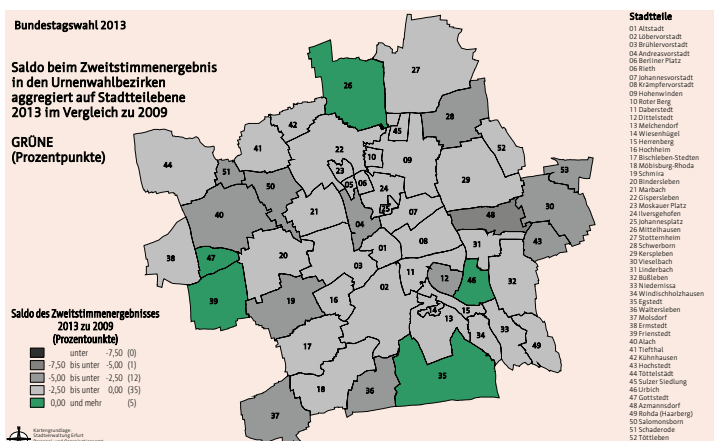 Bundestagswahl 2013
Saldo beim Zweitstimmenergebnis
in den Urnenwahlbezirken
aggregiert auf Stadtteilebene
2013 im Vergleich zu 2009
GRÜNE
(Prozentpunkte)
26
27
28
42
45
41
22
10
09
52
44
51
23
53
50
05
06
24
29
40
21
25
07
48
30
04
43
01
08
31
38
47
20
03
11
12
46
32
02
39
19
16
14
15
13
33
34
49
17
35
18
36
37
Saldo des Zweitstimmenergebnisses
2013 zu 2009
(Prozentounkte)
unter -7,50 (0)
-7,50 bis unter -5,00 (1)
-5,00 bis unter -2,50 (12)
-2,50 bis unter 0,00 (35)
0,00 und mehr (5)
Kartengrundlage:
Stadtverwaltung Erfurt
Stadtteile
01 Altstadt
02 Löbervorstadt
03 Brühlervorstadt
04 Andreasvorstadt
05 Berliner Platz
06 Rieth
07 Johannesvorstadt
08 Krämpfervorstadt
09 Hohenwinden
10 Roter Berg
11 Daberstedt
12 Dittelstedt
13 Melchendorf
14 Wiesenhügel
15 Herrenberg
16 Hochheim
17 Bischleben-Stedten
18 Möbisburg-Rhoda
19 Schmira
20 Bindersleben
21 Marbach
22 Gispersleben
23 Moskauer Platz
24 Ilversgehofen
25 Johannesplatz
26 Mittelhausen
27 Stotternheim
28 Schwerborn
29 Kerspleben
30 Vieselbach
31 Linderbach
32 Büßleben
33 Niedernissa
34 Windischholzhausen
35 Egstedt
36 Waltersleben
37 Molsdorf
38 Ermstedt
39 Frienstedt
40 Alach
41 Tiefthal
42 Kühnhausen
43 Hochstedt
44 Töttelstädt
45 Sulzer Siedlung
46 Urbich
47 Gottstedt
48 Azmannsdorf
49 Rohda (Haarberg)
50 Salomonsborn
51 Schaderode
52 Töttleben